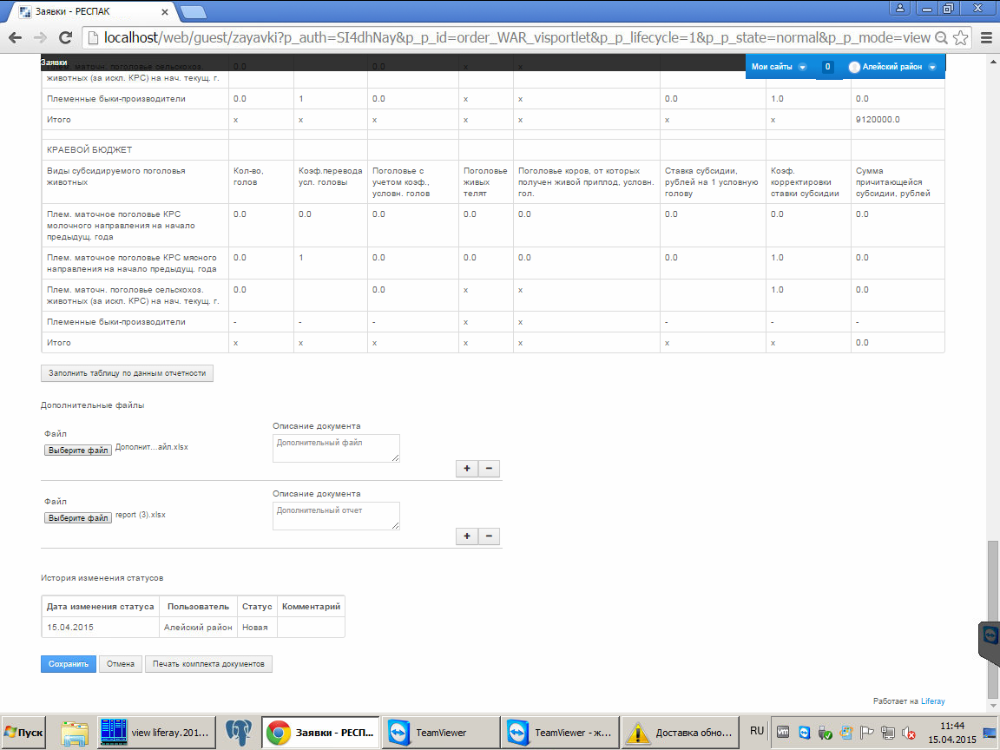 Заявки - РЕСПАК
localhost/web/guest/zayavki?p_auth=SI4dhNay&p_p_id=order_WAR_visportlet&p_p_lifecycle=1&p_p_state=normal&p_p_mode=view
Заявки
Мои сайты 0 Алейский район
Плем. маточн. поголовье сельскохоз. 0.0 0.0 x x
животных (за искл. КРС) на нач. текущ. г.
Племенные быки-производители 0.0 1 0.0 x x 0.0 1.0 0.0
Итого x x x x x x x 9120000.0
КРАЕВОЙ БЮДЖЕТ
Виды субсидируемого поголовья Кол-во, Коэф.перевода Поголовье с Поголовье Поголовье коров, от которых Ставка субсидии, Коэф. Сумма
животных голов усл. головы учетом коэф., живых получен живой приплод, условн. рублей на 1 условную корректировки причитающейся
условн. голов телят гол. голову ставки субсидии субсидии, рублей
Плем. маточное поголовье КРС 0.0 0.0 0.0 0.0 0.0 0.0 0.0 0.0
молочного направления на начало
предыдущ. года
Плем. маточное поголовье КРС мясного 0.0 1 0.0 0.0 0.0 0.0 1.0 0.0
направления на начало предыдущ. года
Плем. маточн. поголовье сельскохоз. 0.0 0.0 x x 1.0 0.0
животных (за искл. КРС) на нач. текущ. г.
Племенные быки-производители - - - x x - - -
Итого x x x x x x x 0.0
Заполнить таблицу по данным отчетности
Дополнительные файлы
Описание документа
Файл
Дополнительный файл
Выберите файл Дополнит...айл.xlsx
+ −
Описание документа
Файл
Дополнительный отчет
Выберите файл report (3).xlsx
+ −
История изменения статусов
Дата изменения статуса Пользователь Статус Комментарий
15.04.2015 Алейский район Новая
Сохранить Отмена Печать комплекта документов
Работает на Liferay
Пуск view liferay.201... Заявки - РЕСП... TeamViewer TeamViewer - ж... Доставка обно... RU 11:44
15.04.2015